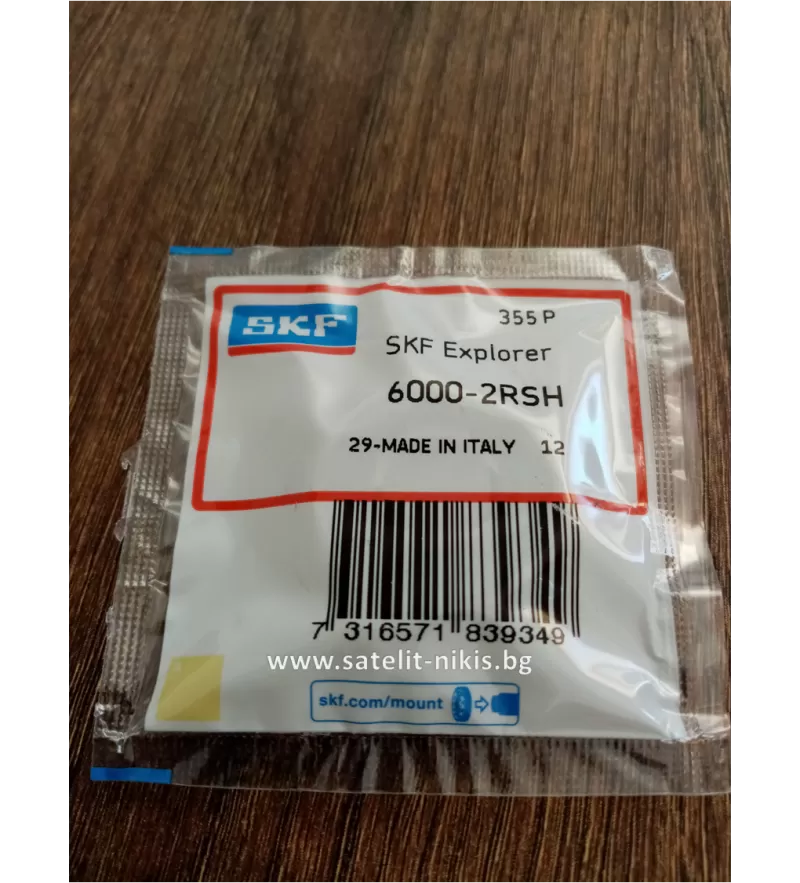 SKF
355 P
SKF Explorer
6000-2RSH
29-MADE IN ITALY 12
7 316571 839349
www.satelit-nikis.bg
skf.com/mount